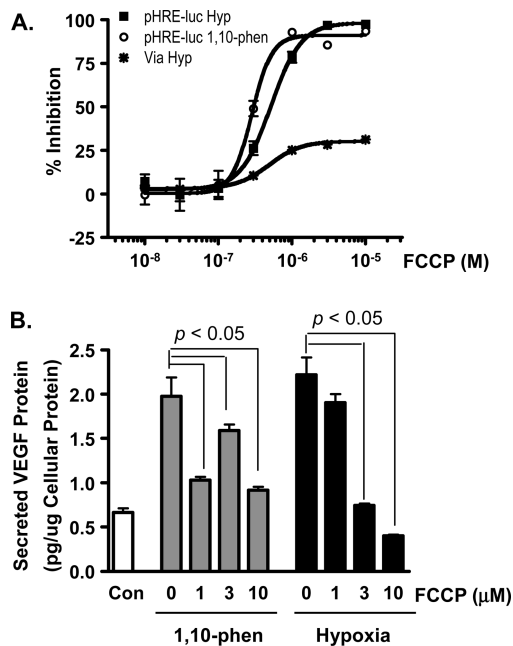 A.
pHRE-luc Hyp
pHRE-luc 1,10-phen
Via Hyp
% Inhibition
100
75
50
25
0
-25
10-8
10-7
10-6
10-5
FCCP (M)
B.
p < 0.05
p < 0.05
Secreted VEGF Protein
(pg/ug Cellular Protein)
2.5
2.0
1.5
1.0
0.5
0.0
Con
0 1 3 10
0 1 3 10
FCCP (μM)
1,10-phen
Hypoxia